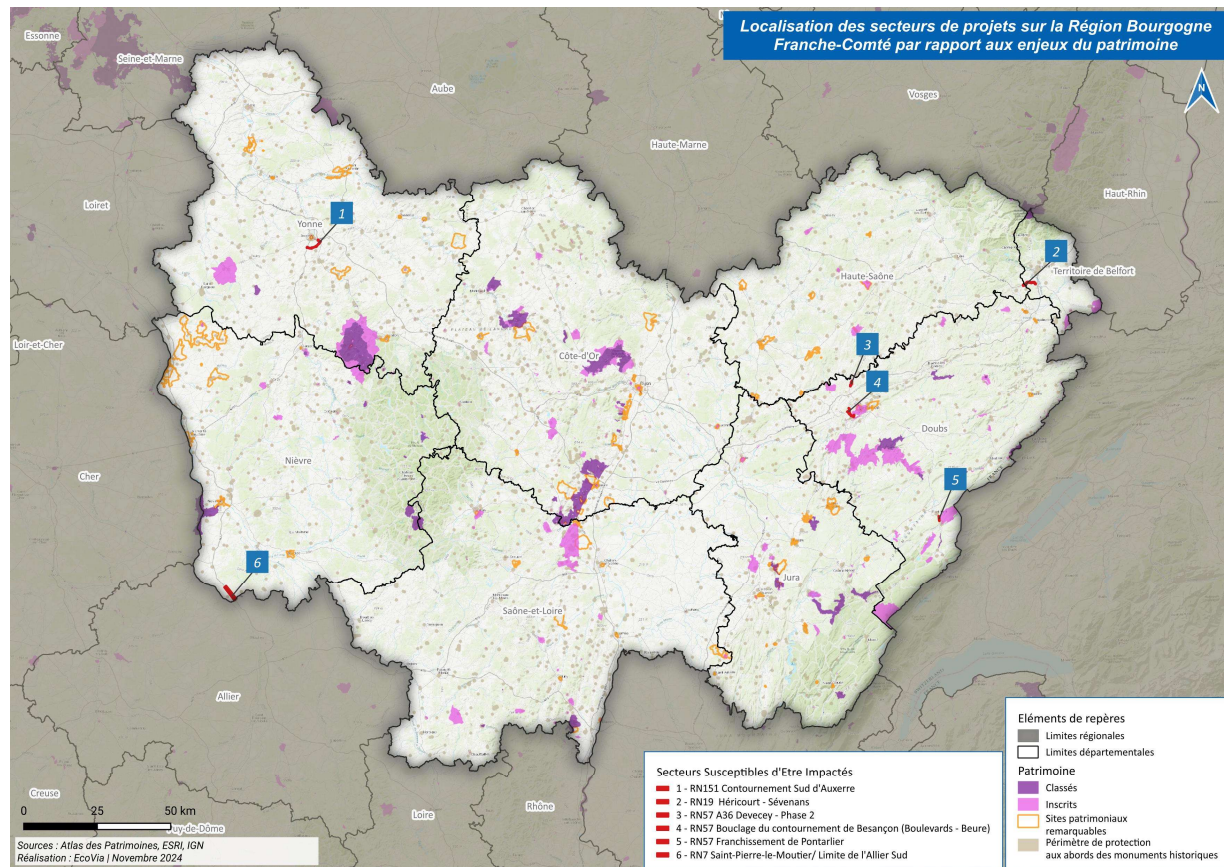 Localisation des secteurs de projets sur la Région Bourgogne
Franche-Comté par rapport aux enjeux du patrimoine
N
Essonne
Seine-et-Marne
Aube
Vosges
Haute-Marne
Haut-Rhin
Loiret
1
Yonne
2
Territoire de Belfort
Haute-Saône
Loir-et-Cher
Côte-d'Or
3
4
Doubs
Nièvre
Cher
5
6
Jura
Saône-et-Loire
Allier
Creuse
Puy-de-Dôme
Loire
Rhône
0 25 50 km
Sources : Atlas des Patrimoines, ESRI, IGN
Réalisation : EcoVia | Novembre 2024
Secteurs Susceptibles d'Etre Impactés
1 - RN151 Contournement Sud d'Auxerre
2 - RN19 Héricourt - Sévenans
3 - RN57 A36 Devecey - Phase 2
4 - RN57 Bouclage du contournement de Besançon (Boulevards - Beure)
5 - RN57 Franchissement de Pontarlier
6 - RN7 Saint-Pierre-le-Moutier/ Limite de l'Allier Sud
Eléments de repères
Limites régionales
Limites départementales
Patrimoine
Classés
Inscrits
Sites patrimoniaux
remarquables
Périmètre de protection
aux abords des monuments historiques